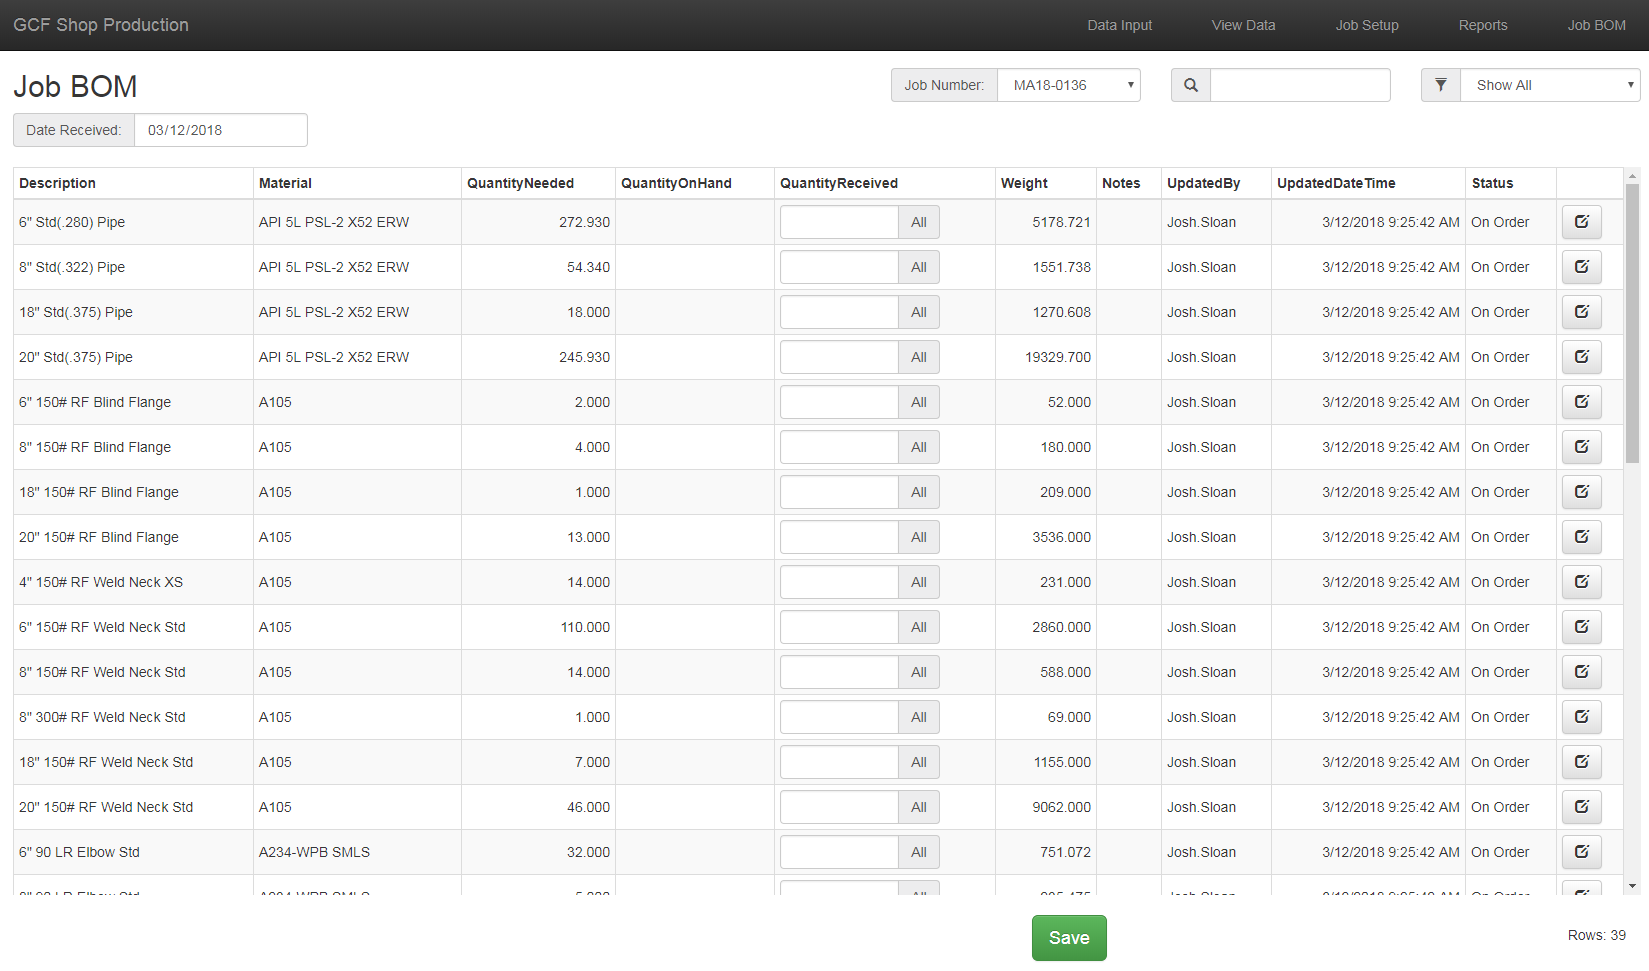 GCF Shop Production Data Input View Data Job Setup Reports Job BOM
Job BOM Job Number: MA18-0136 Show All
Date Received: 03/12/2018
Description Material QuantityNeeded QuantityOnHand QuantityReceived Weight Notes UpdatedBy UpdatedDateTime Status
6" Std(.280) Pipe API 5L PSL-2 X52 ERW 272.930 All 5178.721 Josh.Sloan 3/12/2018 9:25:42 AM On Order
8" Std(.322) Pipe API 5L PSL-2 X52 ERW 54.340 All 1551.738 Josh.Sloan 3/12/2018 9:25:42 AM On Order
18" Std(.375) Pipe API 5L PSL-2 X52 ERW 18.000 All 1270.608 Josh.Sloan 3/12/2018 9:25:42 AM On Order
20" Std(.375) Pipe API 5L PSL-2 X52 ERW 245.930 All 19329.700 Josh.Sloan 3/12/2018 9:25:42 AM On Order
6" 150# RF Blind Flange A105 2.000 All 52.000 Josh.Sloan 3/12/2018 9:25:42 AM On Order
8" 150# RF Blind Flange A105 4.000 All 180.000 Josh.Sloan 3/12/2018 9:25:42 AM On Order
18" 150# RF Blind Flange A105 1.000 All 209.000 Josh.Sloan 3/12/2018 9:25:42 AM On Order
20" 150# RF Blind Flange A105 13.000 All 3536.000 Josh.Sloan 3/12/2018 9:25:42 AM On Order
4" 150# RF Weld Neck XS A105 14.000 All 231.000 Josh.Sloan 3/12/2018 9:25:42 AM On Order
6" 150# RF Weld Neck Std A105 110.000 All 2860.000 Josh.Sloan 3/12/2018 9:25:42 AM On Order
8" 150# RF Weld Neck Std A105 14.000 All 588.000 Josh.Sloan 3/12/2018 9:25:42 AM On Order
8" 300# RF Weld Neck Std A105 1.000 All 69.000 Josh.Sloan 3/12/2018 9:25:42 AM On Order
18" 150# RF Weld Neck Std A105 7.000 All 1155.000 Josh.Sloan 3/12/2018 9:25:42 AM On Order
20" 150# RF Weld Neck Std A105 46.000 All 9062.000 Josh.Sloan 3/12/2018 9:25:42 AM On Order
6" 90 LR Elbow Std A234-WPB SMLS 32.000 All 751.072 Josh.Sloan 3/12/2018 9:25:42 AM On Order
Save Rows: 39